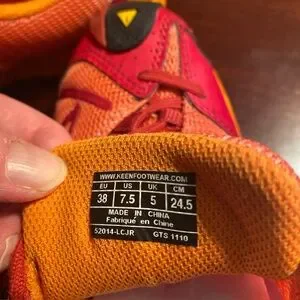 WWW.KEENFOOTWEAR.COM
EU US UK CM
38 7.5 5 24.5
MADE IN CHINA
Fabriqué en Chine
52014-LCJR GTS 1110